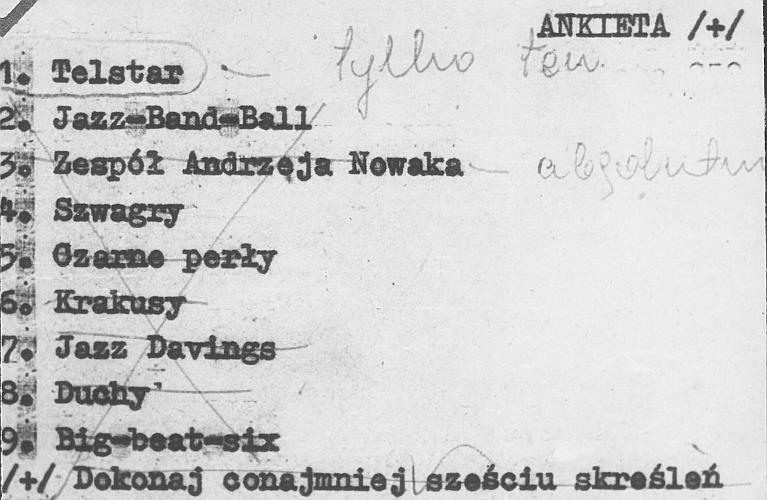 ANKIETA /+/
1. Telstar — tylko ten
2. Jazz-Band-Ball
3. Zespół Andrzeja Nowaka —
4. Szwagry
5. Czarne perły
6. Krakusy
7. Jazz Davings
8. Duchy
9. Big-beat-six
/+/ Dokonaj conajmniej sześciu skreśleń